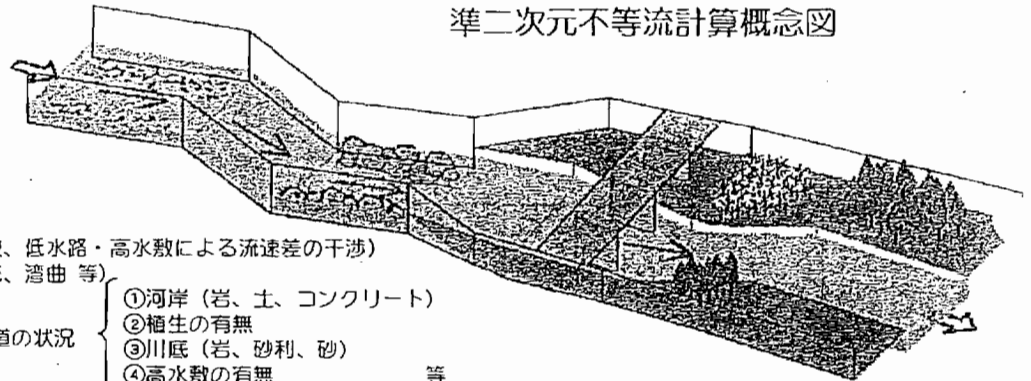 準二次元不等流計算概念図
、低水路・高水敷による流速差の干渉)
、湾曲 等)
道の状況
①河岸(岩、土、コンクリート)
②植生の有無
③川底(岩、砂利、砂)
④高水敷の有無 等